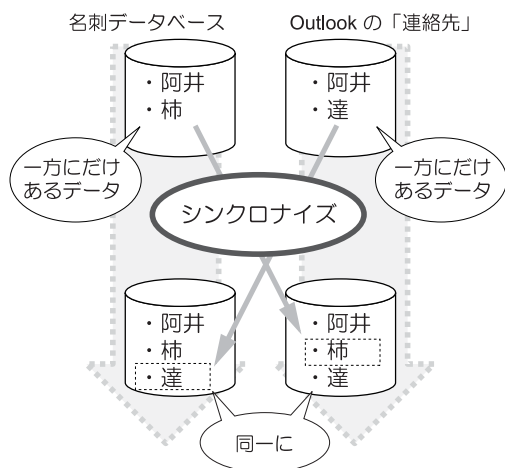 名刺データベース
Outlook の「連絡先」
・阿井
・柿
・阿井
・達
一方にだけ
あるデータ
一方にだけ
あるデータ
シンクロナイズ
・阿井
・柿
・達
・阿井
・柿
・達
同一に